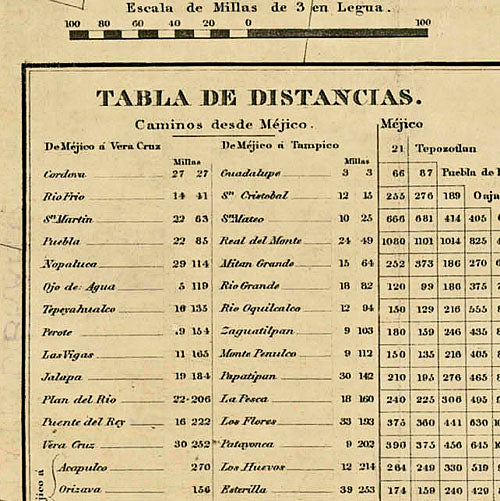 Escala de Millas de 3 en Legua.
100 80 60 40 20 0 100
TABLA DE DISTANCIAS.
Caminos desde Méjico.
De Méjico á Vera Cruz
Millas
Cordova 27 27
Rio Frio 14 41
Sn. Martin 22 63
Puebla 22 85
Nopaluca 29 114
Ojo de Agua 5 119
Tepeyahualco 16 135
Perote 19 154
Las Vigas 11 165
Jalapa 19 184
Plan del Rio 22 206
Puente del Rey 16 222
Vera Cruz 30 252
Acapulco 270
Orizava 156
De Méjico á Tampico
Millas
Guadalupe 3 3
Sn. Cristobal 12 15
Sn. Mateo 10 25
Real del Monte 24 49
Mitan Grande 15 64
Rio Grande 18 82
Rio Oquilcalco 12 94
Zaguatilpan 9 103
Monte Penulco 9 112
Papatipan 30 142
La Pesca 18 160
Los Flores 33 193
Patayonca 9 202
Los Huevos 12 214
Esterilla 39 253
Méjico
21 Tepozotlan
66 87 Puebla de
255 276 189
666 681 414 405
1080 1101 1014 825
252 373 186 270
120 99 186 375
150 129 216 555
180 159 246 435
150 135 216 405
210 195 276 465
240 225 306 495
375 360 441 630
390 375 456 645
264 249 330 519
174 159 240 429